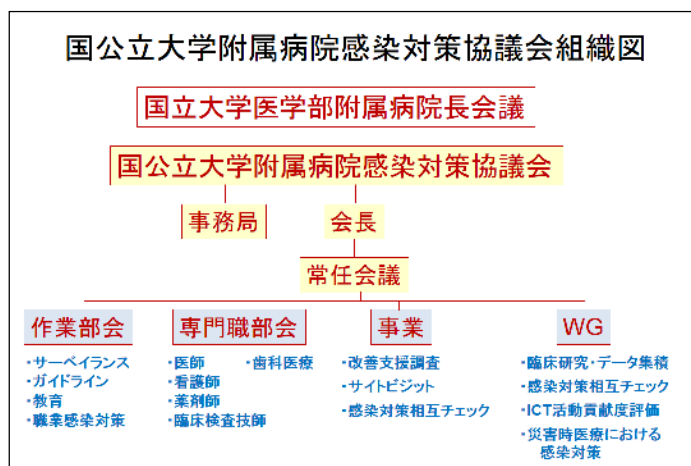 国公立大学附属病院感染対策協議会組織図
国立大学医学部附属病院長会議
国公立大学附属病院感染対策協議会
事務局
会長
常任会議
作業部会
・サーベイランス
・ガイドライン
・教育
・職業感染対策
専門職部会
・医師 ・歯科医療
・看護師
・薬剤師
・臨床検査技師
事業
・改善支援調査
・サイトビジット
・感染対策相互チェック
WG
・臨床研究・データ集積
・感染対策相互チェック
・ICT活動貢献度評価
・災害時医療における
感染対策